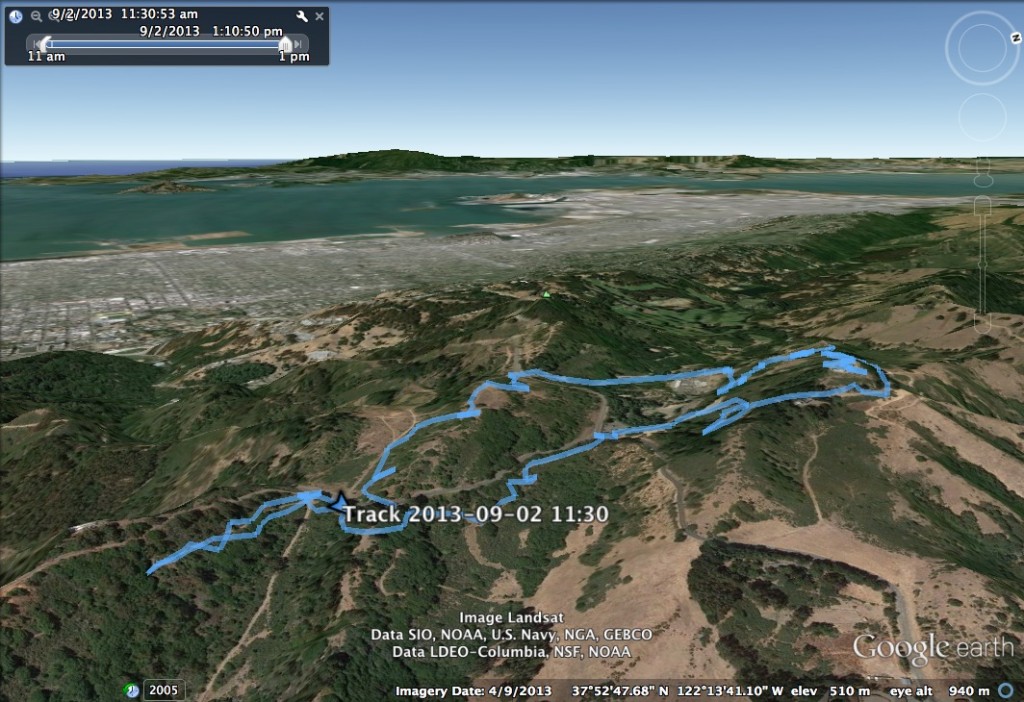 9/2/2013 11:30:53 am
9/2/2013 1:10:50 pm
11 am
1 pm
N
Track 2013-09-02 11:30
Image Landsat
Data SIO, NOAA, U.S. Navy, NGA, GEBCO
Data LDEO-Columbia, NSF, NOAA
Google earth
2005
Imagery Date: 4/9/2013 37°52'47.68" N 122°13'41.10" W elev 510 m eye alt 940 m